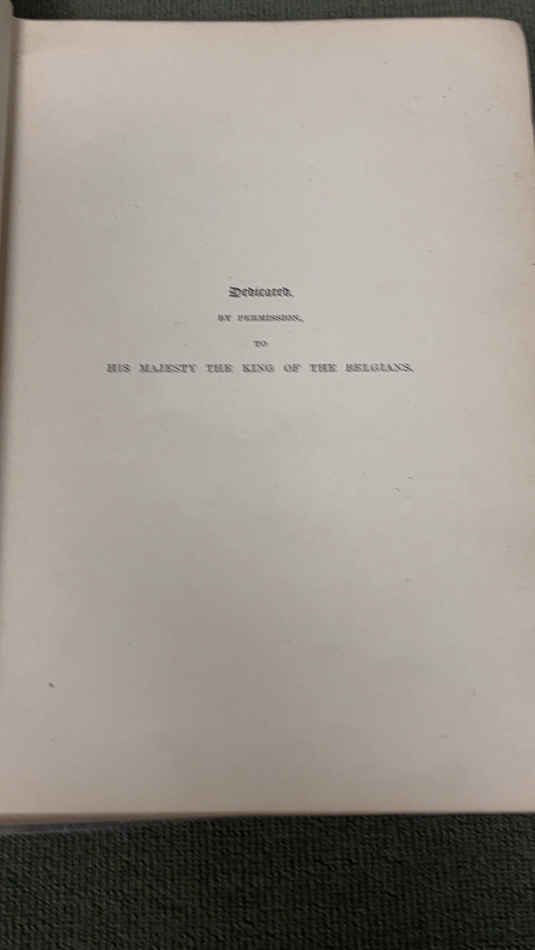 Dedicated,
BY PERMISSION,
TO
HIS MAJESTY THE KING OF THE BELGIANS.